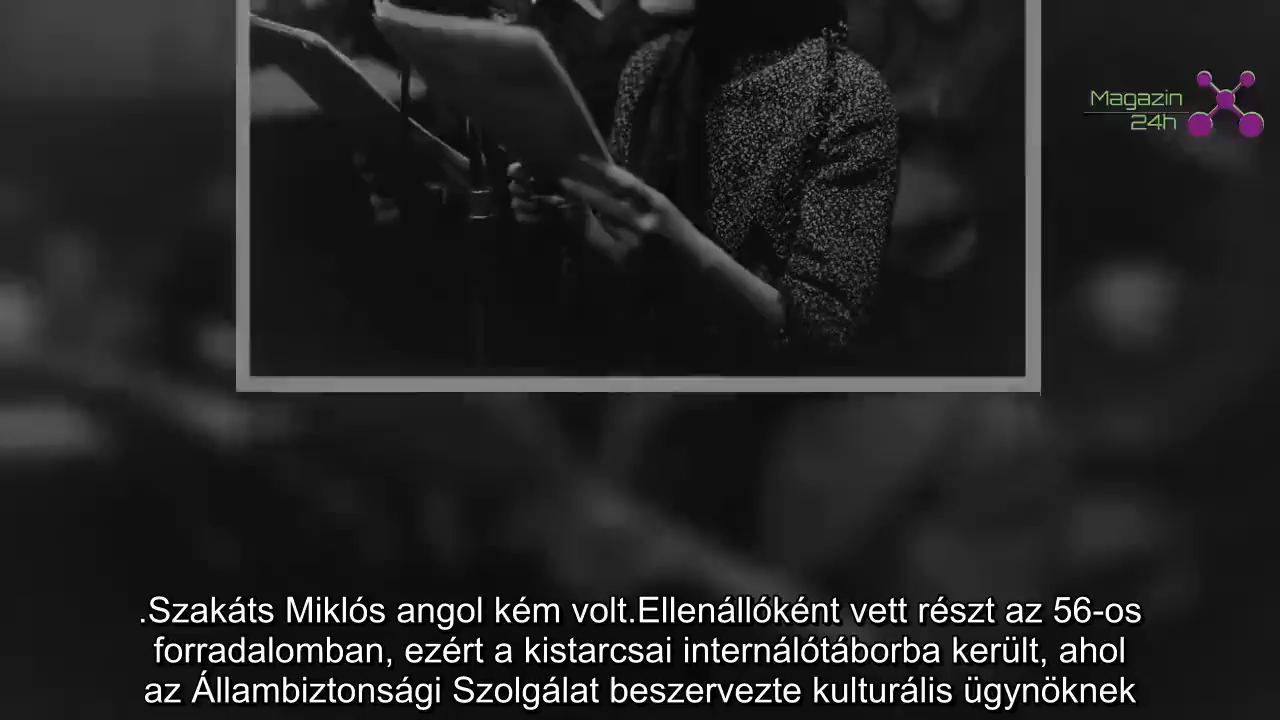 Magazin
24h
.Szakáts Miklós angol kém volt.Ellenállóként vett részt az 56-os
forradalomban, ezért a kistarcsai internálótáborba került, ahol
az Állambiztonsági Szolgálat beszervezte kulturális ügynöknek